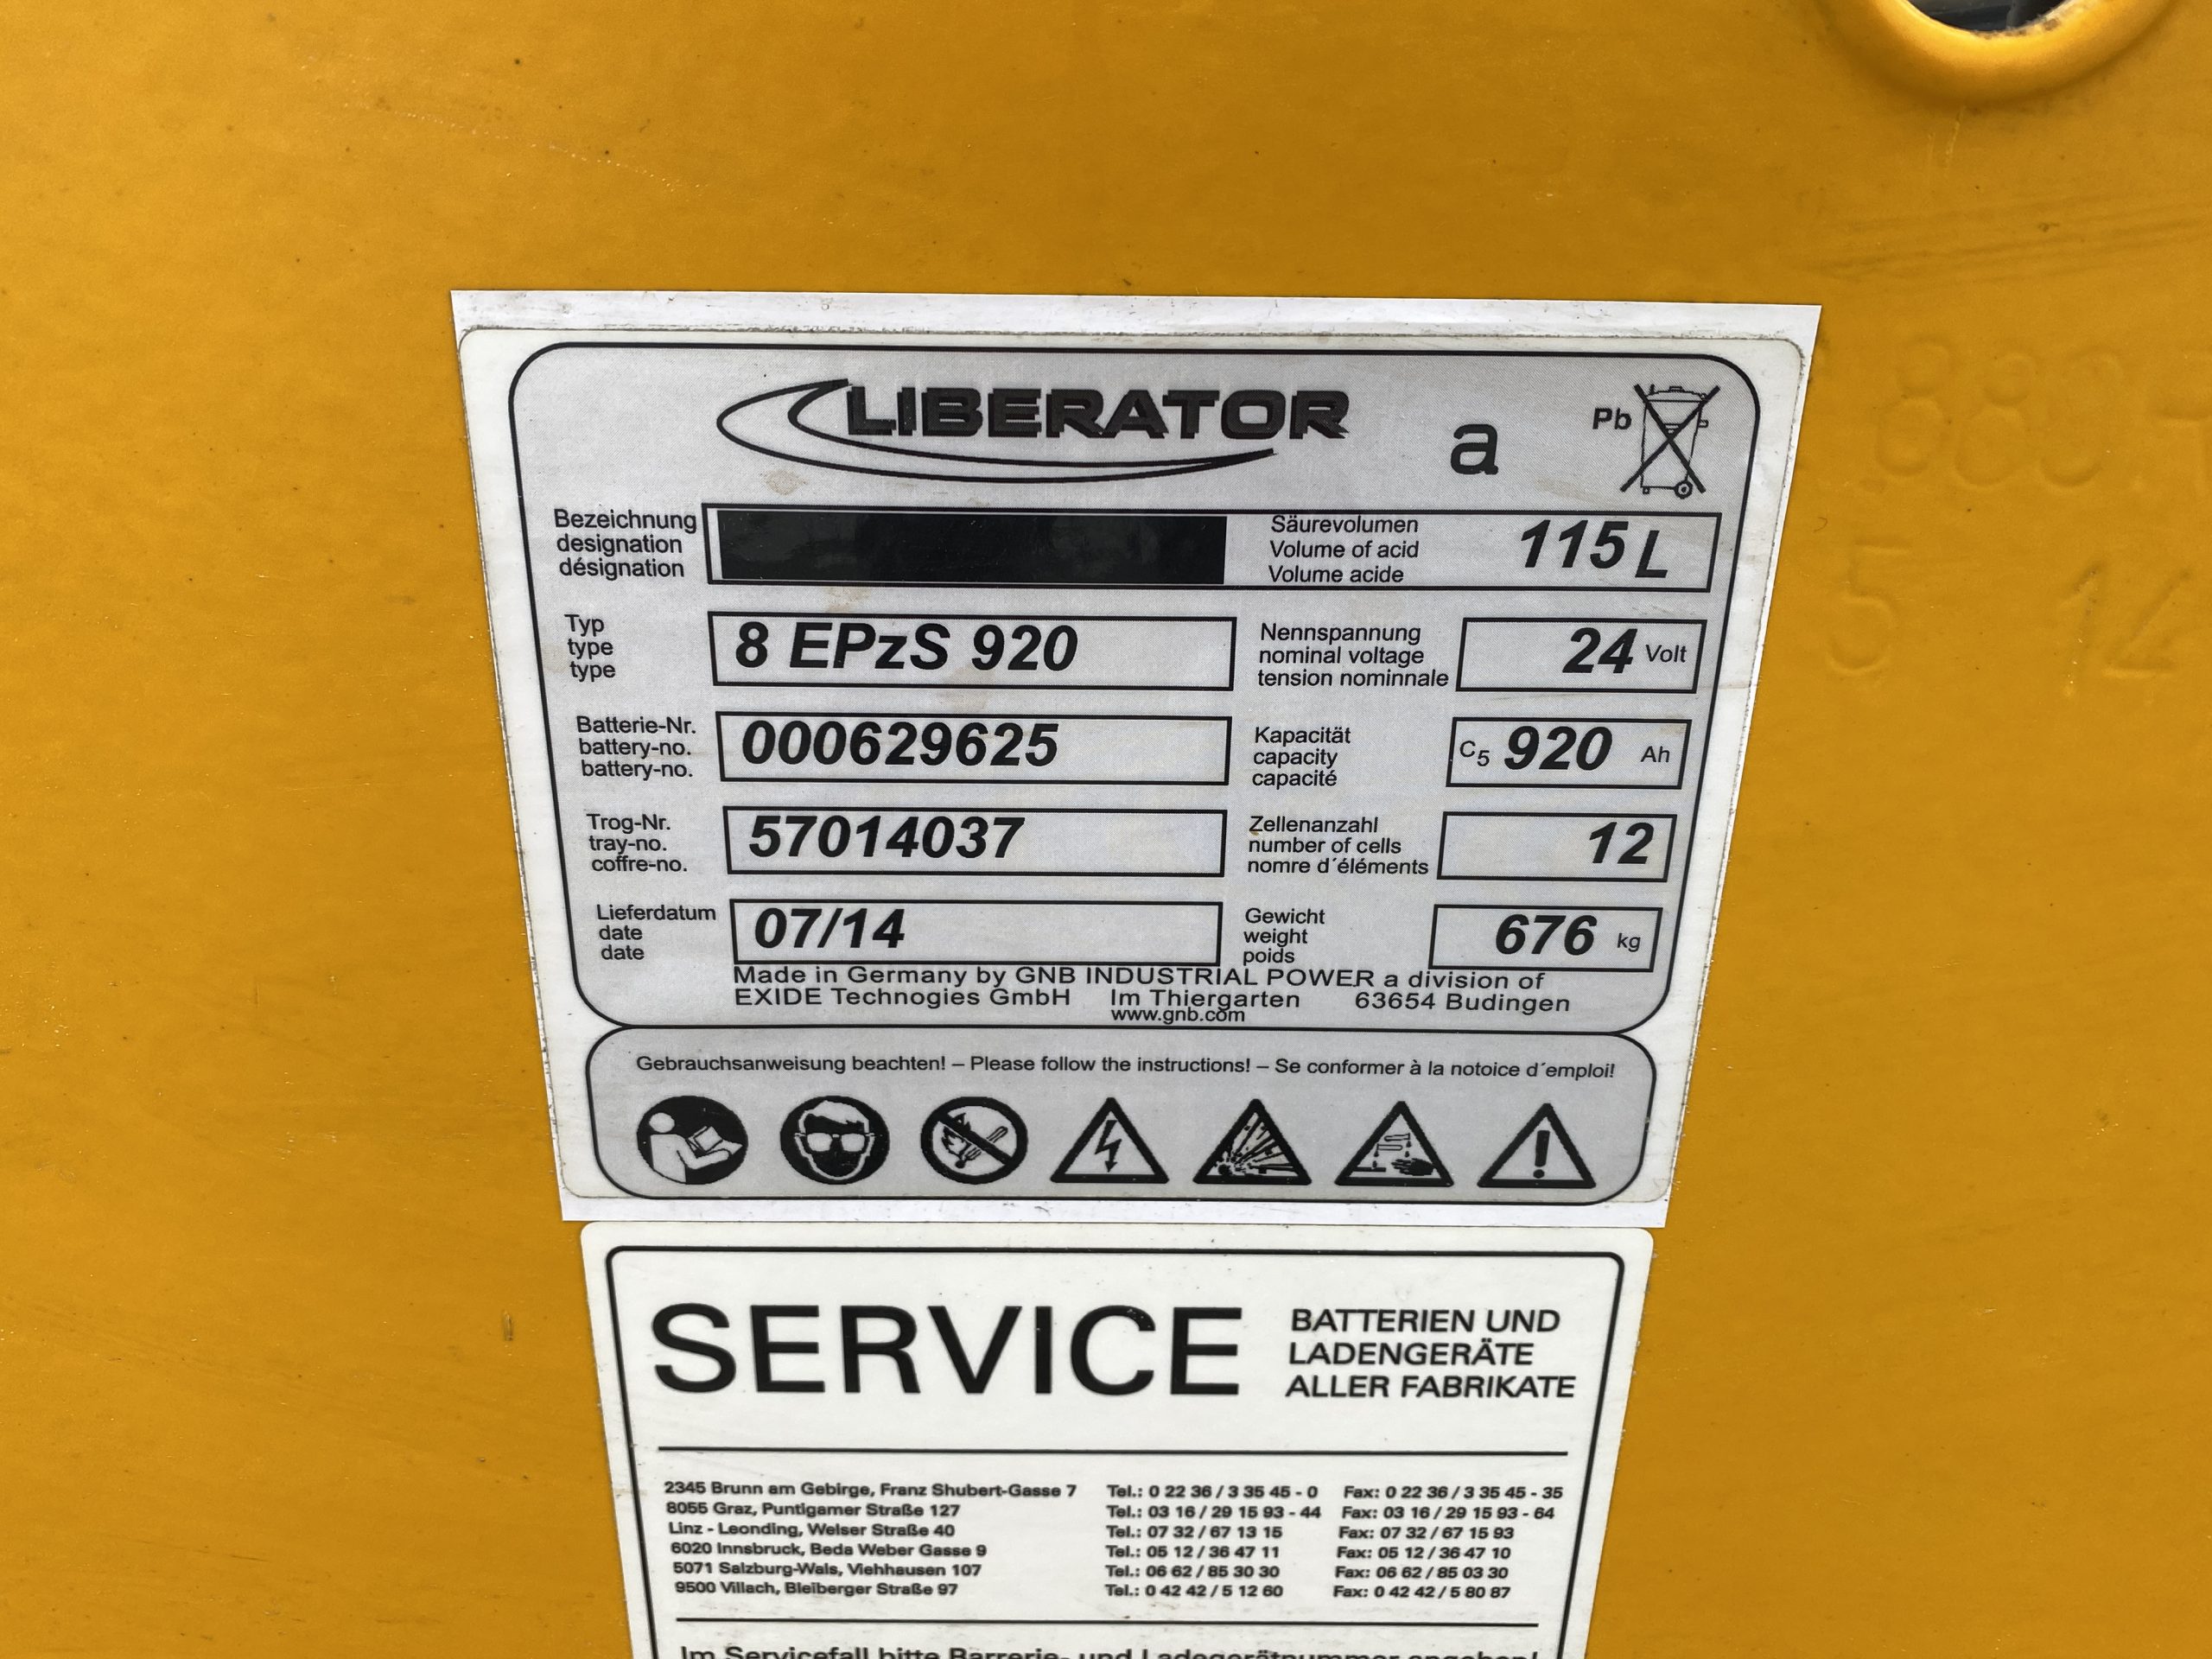 LIBERATOR
a
Pb
Bezeichnung
designation
désignation
Säurevolumen
Volume of acid
Volume acide
115 L
Typ
type
type
8 EPzS 920
Nennspannung
nominal voltage
tension nominnale
24 Volt
Batterie-Nr.
battery-no.
battery-no.
000629625
Kapacität
capacity
capacité
C5 920 Ah
Trog-Nr.
tray-no.
coffre-no.
57014037
Zellenanzahl
number of cells
nomre d´éléments
12
Lieferdatum
date
date
07/14
Gewicht
weight
poids
676 kg
Made in Germany by GNB INDUSTRIAL POWER a division of
EXIDE Technogies GmbH Im Thiergarten 63654 Budingen
www.gnb.com
Gebrauchsanweisung beachten! – Please follow the instructions! – Se conformer à la notoice d´emploi!
SERVICE
BATTERIEN UND
LADENGERÄTE
ALLER FABRIKATE
2345 Brunn am Gebirge, Franz Shubert-Gasse 7 Tel.: 0 22 36 / 3 35 45 - 0 Fax: 0 22 36 / 3 35 45 - 35
8055 Graz, Puntigamer Straße 127 Tel.: 03 16 / 29 15 93 - 44 Fax: 03 16 / 29 15 93 - 64
Linz - Leonding, Welser Straße 40 Tel.: 07 32 / 67 13 15 Fax: 07 32 / 67 15 93
6020 Innsbruck, Beda Weber Gasse 9 Tel.: 05 12 / 36 47 11 Fax: 05 12 / 36 47 10
5071 Salzburg-Wals, Viehhausen 107 Tel.: 06 62 / 85 30 30 Fax: 06 62 / 85 03 30
9500 Villach, Bleiberger Straße 97 Tel.: 0 42 42 / 5 12 60 Fax: 0 42 42 / 5 80 87
Im Servicefall bitte Barrerie- und Ladegerätnummer angeben!